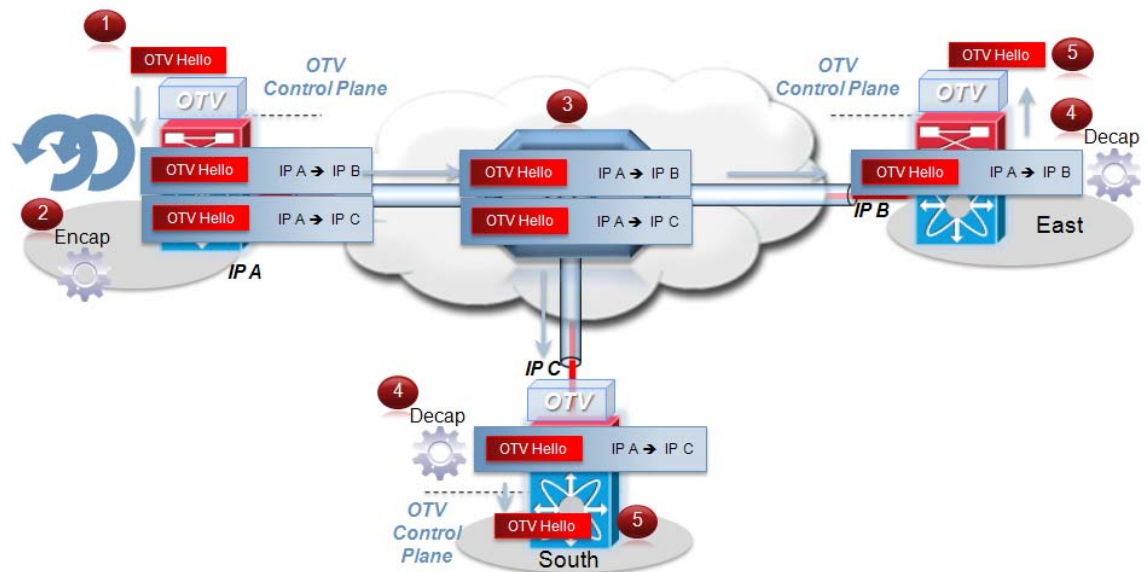 1
OTV Hello
OTV
OTV
Control Plane
OTV Hello IP A → IP B
OTV Hello IP A → IP C
2
Encap
IP A
3
OTV Hello IP A → IP B
OTV Hello IP A → IP C
OTV
Control Plane
OTV Hello
5
OTV
4
Decap
OTV Hello IP A → IP B
IP B
East
IP C
4
Decap
OTV
OTV Hello IP A → IP C
OTV
Control
Plane
OTV Hello
5
South